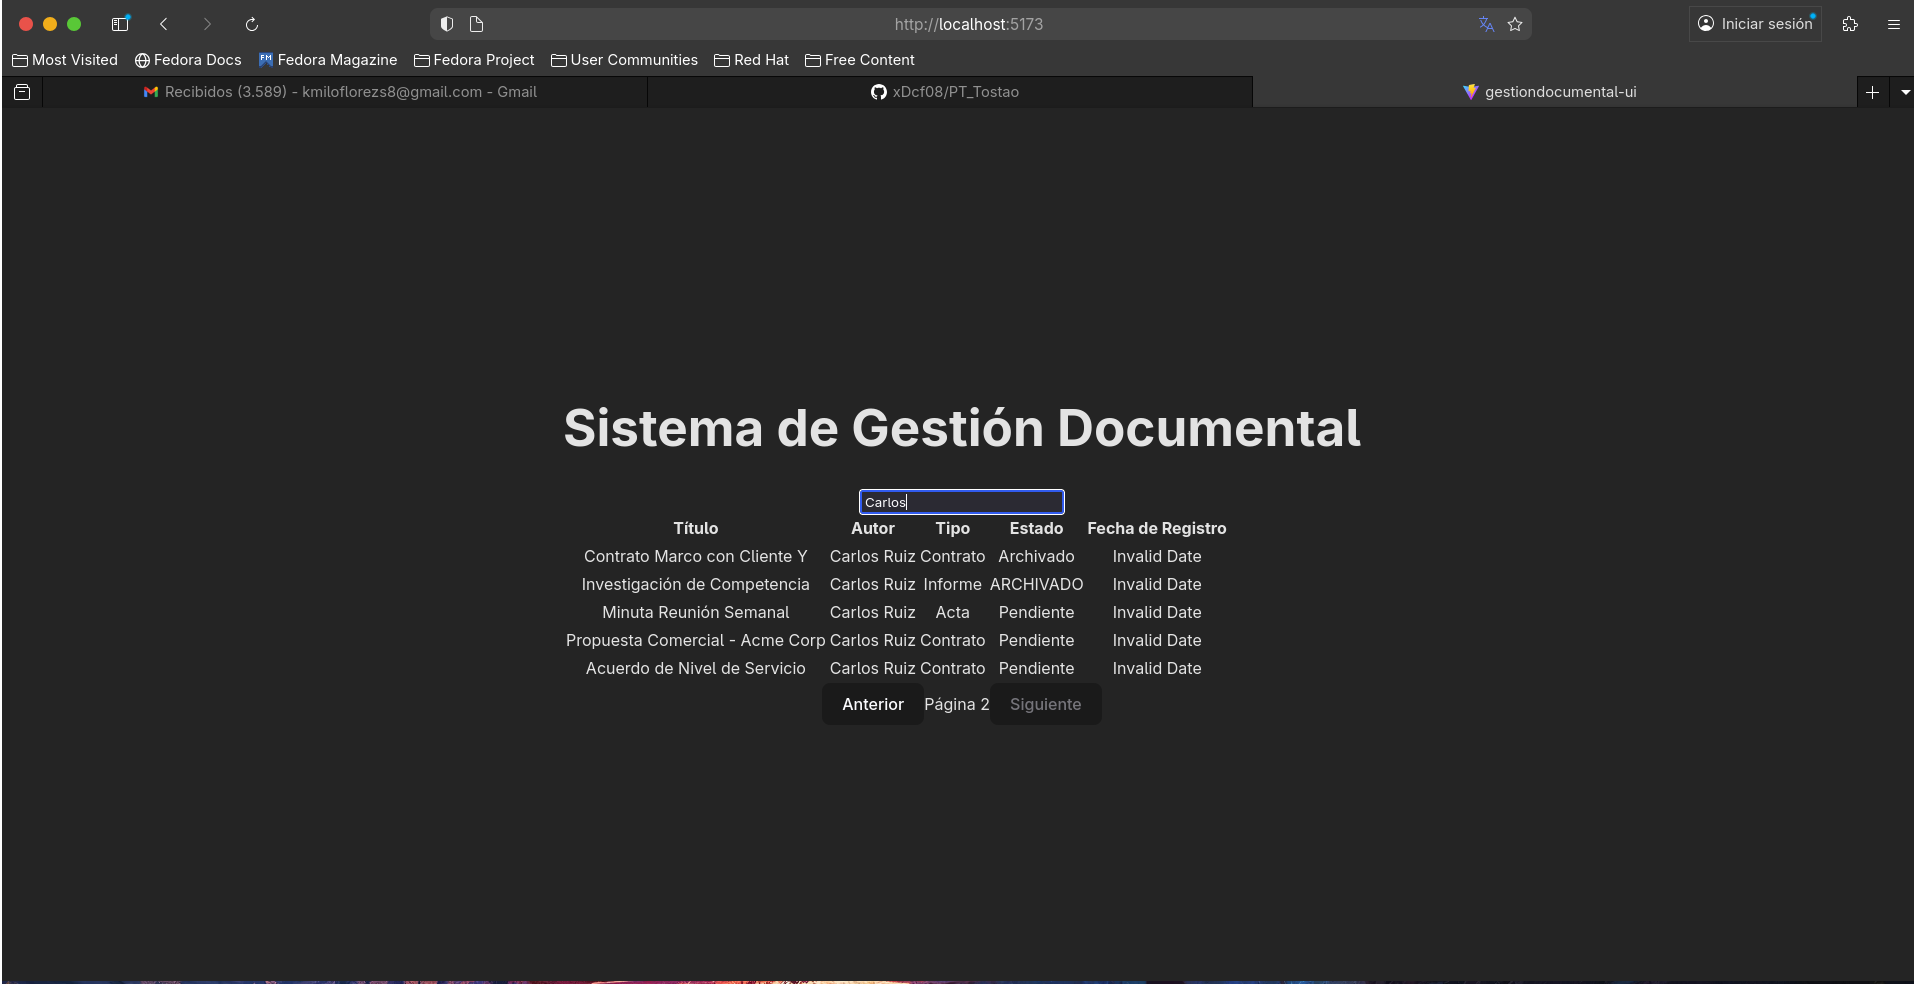 http://localhost:5173
Iniciar sesión
Most Visited Fedora Docs Fedora Magazine Fedora Project User Communities Red Hat Free Content
Recibidos (3.589) - kmiloflorezs8@gmail.com - Gmail xDcf08/PT_Tostao gestiondocumental-ui
Sistema de Gestión Documental
Carlos
Título Autor Tipo Estado Fecha de Registro
Contrato Marco con Cliente Y Carlos Ruiz Contrato Archivado Invalid Date
Investigación de Competencia Carlos Ruiz Informe ARCHIVADO Invalid Date
Minuta Reunión Semanal Carlos Ruiz Acta Pendiente Invalid Date
Propuesta Comercial - Acme Corp Carlos Ruiz Contrato Pendiente Invalid Date
Acuerdo de Nivel de Servicio Carlos Ruiz Contrato Pendiente Invalid Date
Anterior Página 2 Siguiente